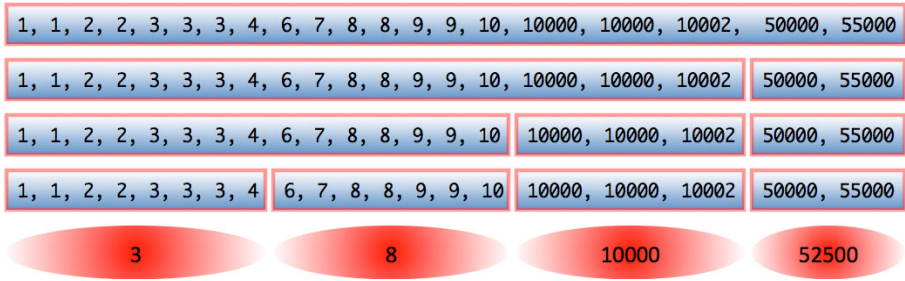 1, 1, 2, 2, 3, 3, 3, 4, 6, 7, 8, 8, 9, 9, 10, 10000, 10000, 10002, 50000, 55000
1, 1, 2, 2, 3, 3, 3, 4, 6, 7, 8, 8, 9, 9, 10, 10000, 10000, 10002 50000, 55000
1, 1, 2, 2, 3, 3, 3, 4, 6, 7, 8, 8, 9, 9, 10 10000, 10000, 10002 50000, 55000
1, 1, 2, 2, 3, 3, 3, 4 6, 7, 8, 8, 9, 9, 10 10000, 10000, 10002 50000, 55000
3 8 10000 52500